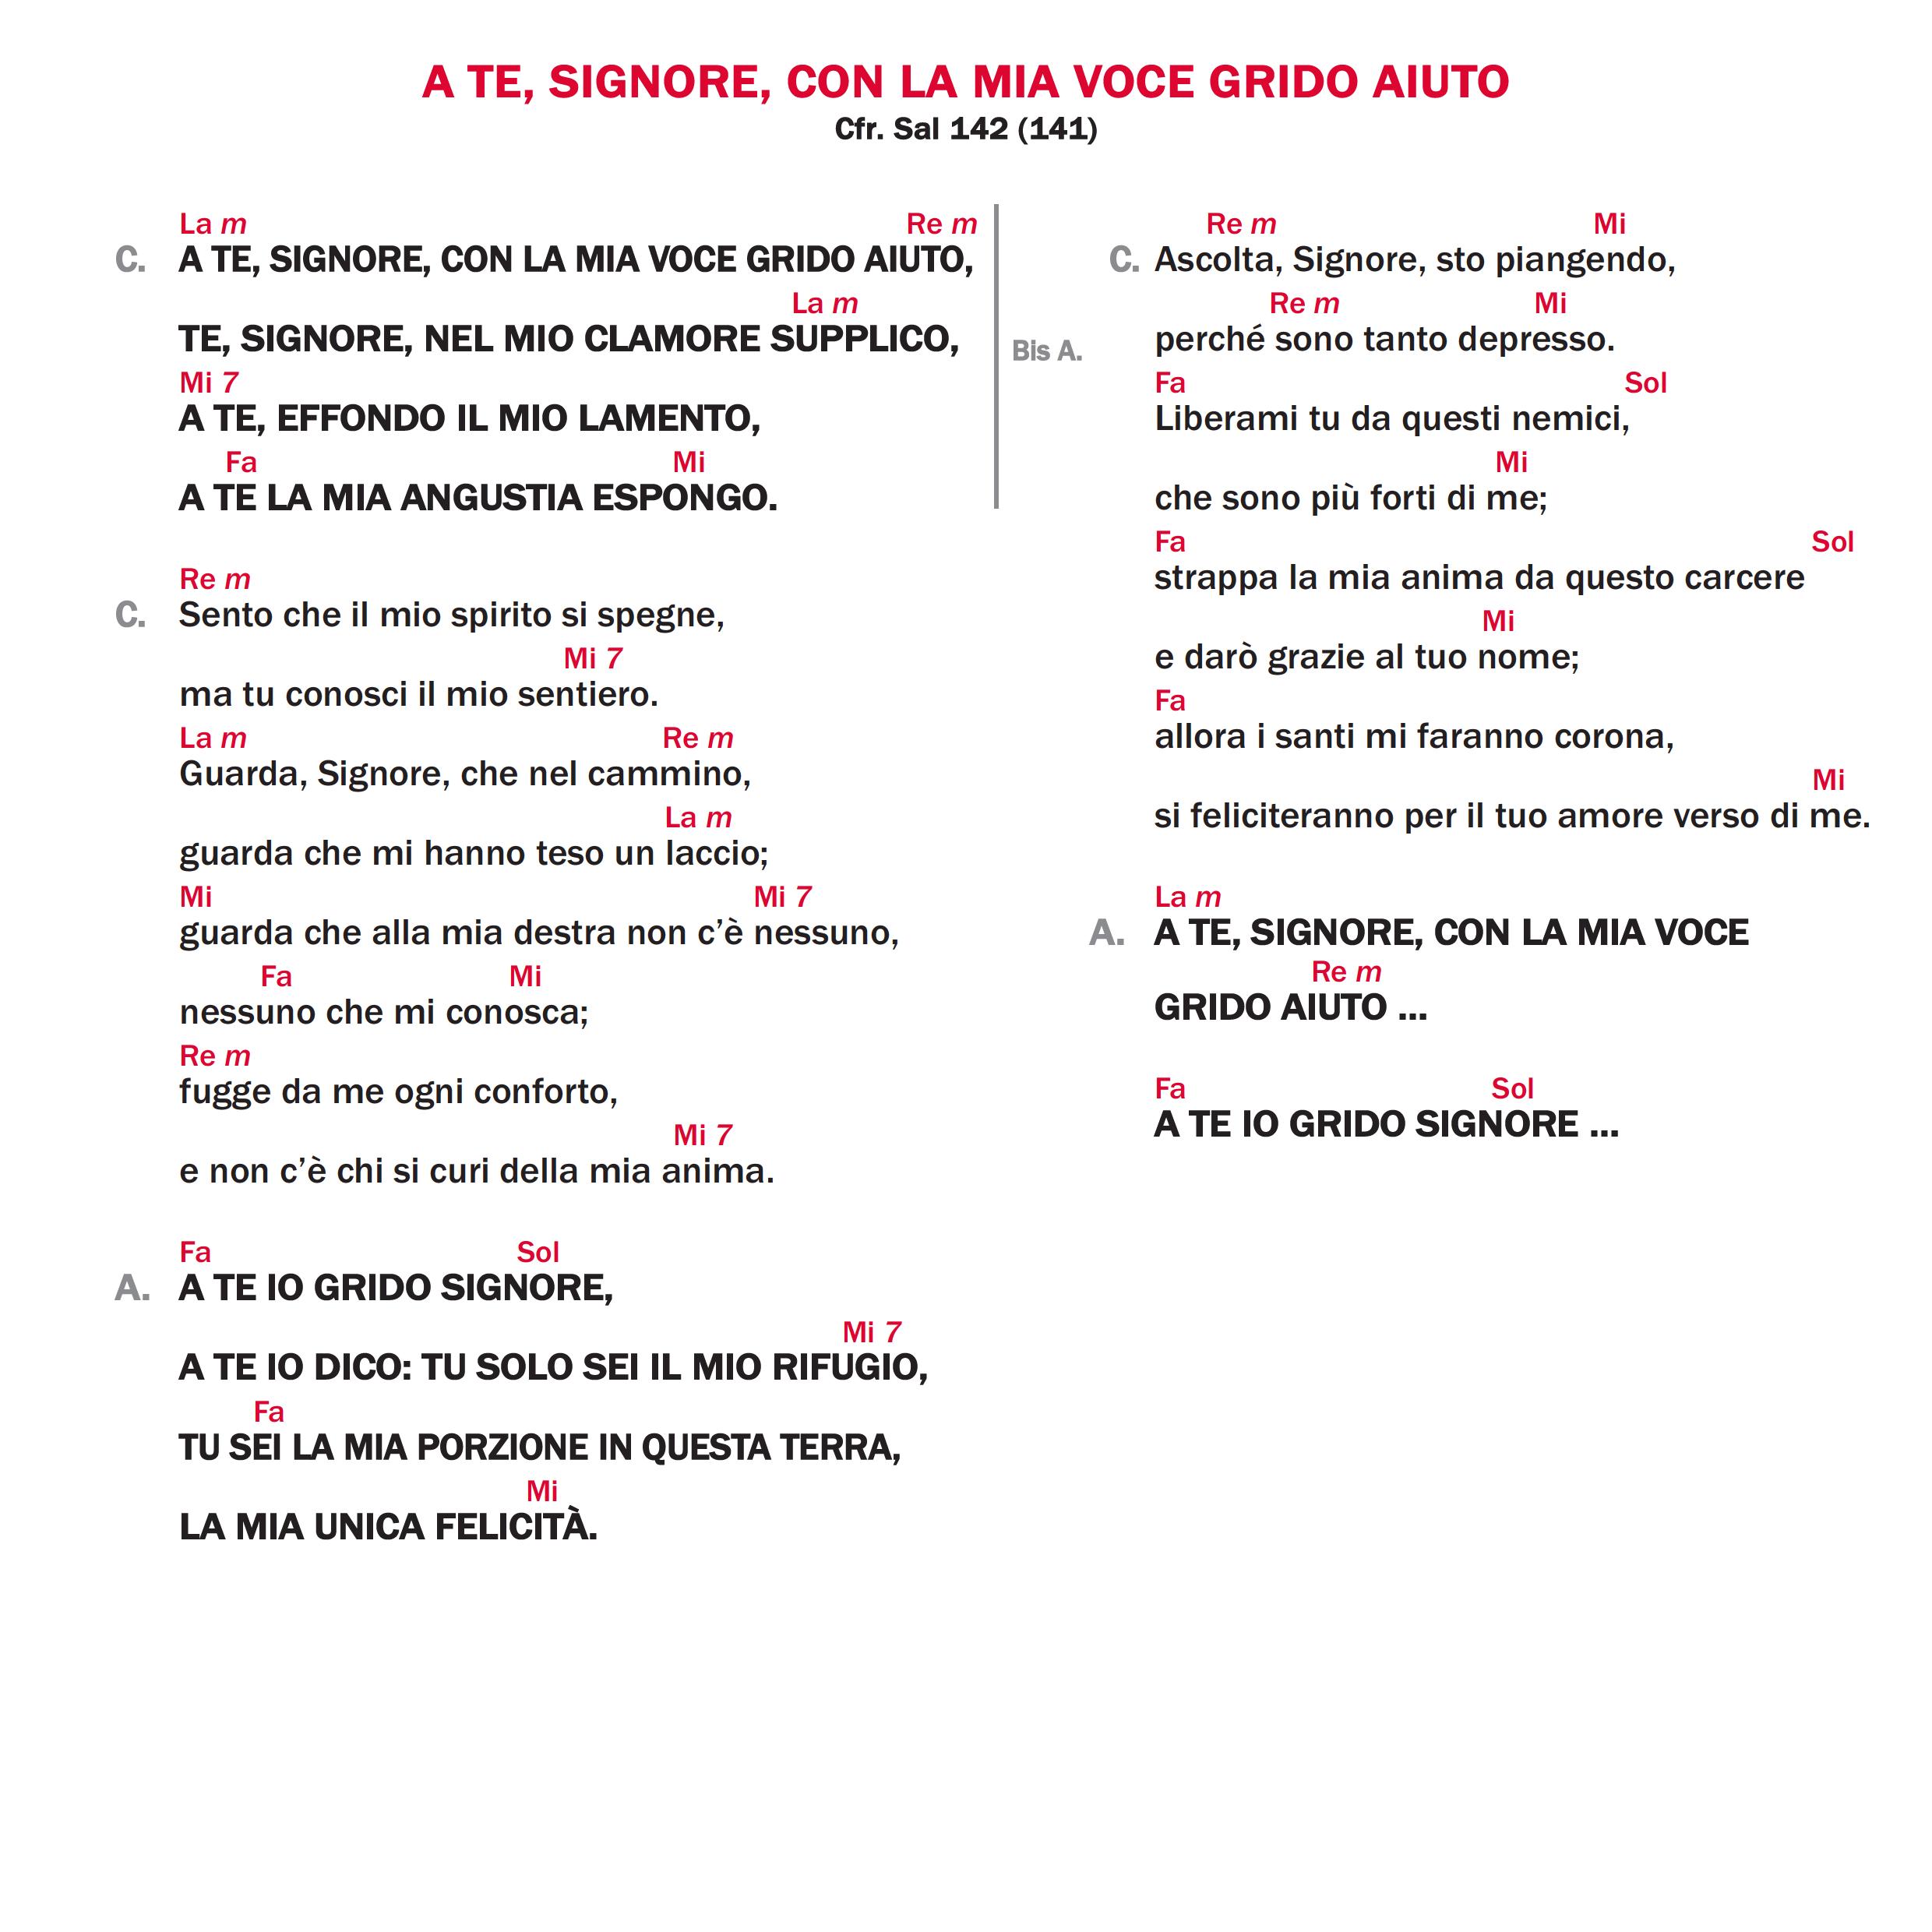 A TE, SIGNORE, CON LA MIA VOCE GRIDO AIUTO
Cfr. Sal 142 (141)
La m Re m
C. A TE, SIGNORE, CON LA MIA VOCE GRIDO AIUTO,
La m
TE, SIGNORE, NEL MIO CLAMORE SUPPLICO,
Bis A.
Mi 7
A TE, EFFONDO IL MIO LAMENTO,
Fa Mi
A TE LA MIA ANGUSTIA ESPONGO.
Re m
C. Sento che il mio spirito si spegne,
Mi 7
ma tu conosci il mio sentiero.
La m Re m
Guarda, Signore, che nel cammino,
La m
guarda che mi hanno teso un laccio;
Mi Mi 7
guarda che alla mia destra non c’è nessuno,
Fa Mi
nessuno che mi conosca;
Re m
fugge da me ogni conforto,
Mi 7
e non c’è chi si curi della mia anima.
Fa Sol
A. A TE IO GRIDO SIGNORE,
Mi 7
A TE IO DICO: TU SOLO SEI IL MIO RIFUGIO,
Fa
TU SEI LA MIA PORZIONE IN QUESTA TERRA,
Mi
LA MIA UNICA FELICITÀ.
Re m Mi
C. Ascolta, Signore, sto piangendo,
Re m Mi
perché sono tanto depresso.
Fa Sol
Liberami tu da questi nemici,
Mi
che sono più forti di me;
Fa Sol
strappa la mia anima da questo carcere
Mi
e darò grazie al tuo nome;
Fa
allora i santi mi faranno corona,
Mi
si feliciteranno per il tuo amore verso di me.
La m
A. A TE, SIGNORE, CON LA MIA VOCE
Re m
GRIDO AIUTO ...
Fa Sol
A TE IO GRIDO SIGNORE ...